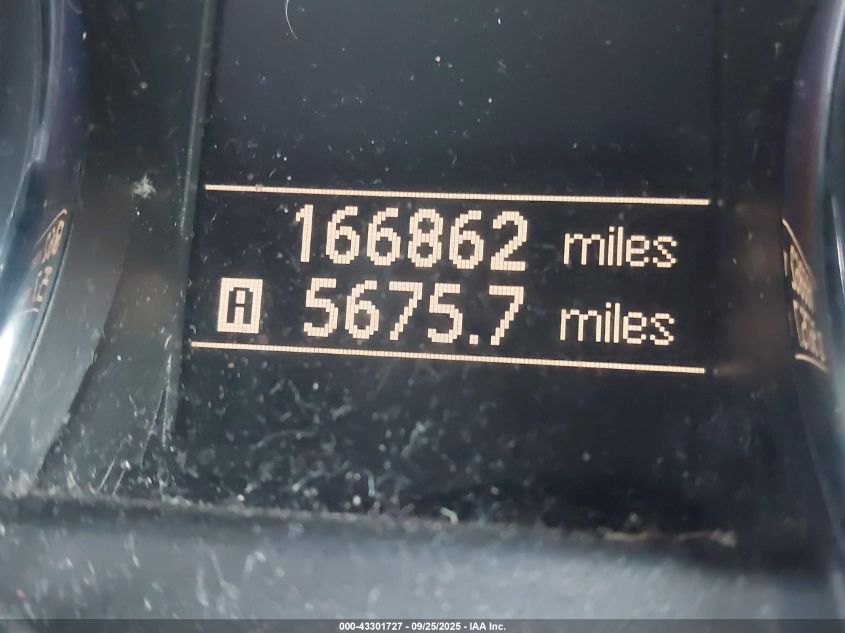 166862 miles
A 5675.7 miles
000-43301727 - 09/25/2025 - IAA Inc.